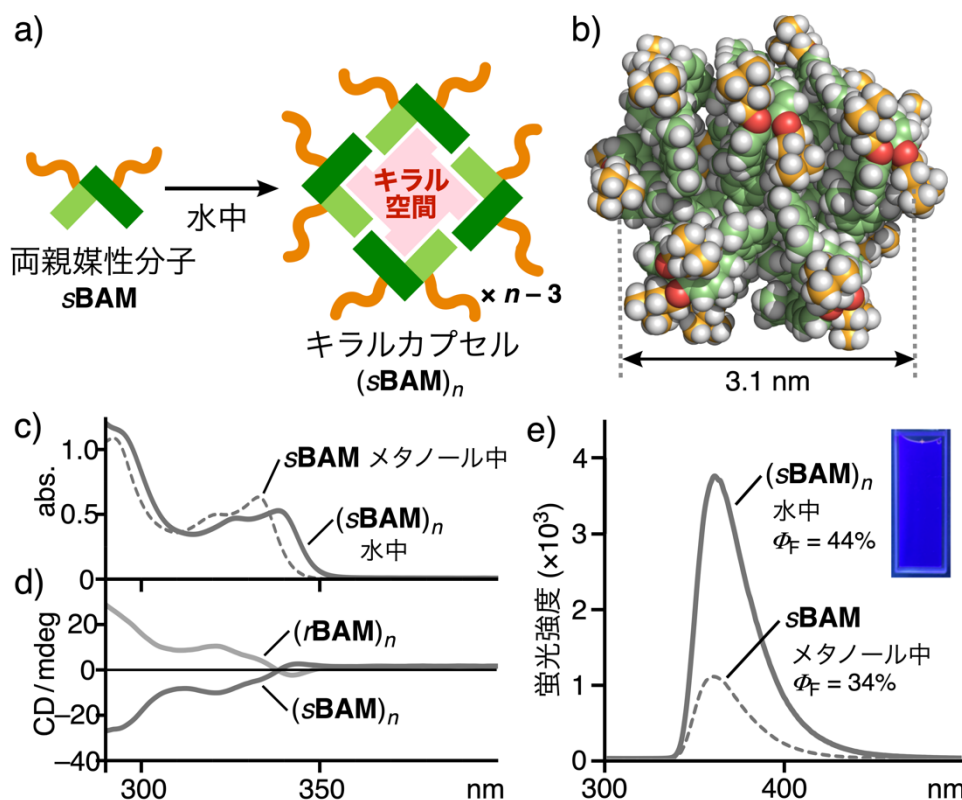 a)
両親媒性分子
sBAM
水中
キラル
空間
× n – 3
キラルカプセル
(sBAM)n
b)
3.1 nm
c)
abs.
1.0
0.5
0
sBAM メタノール中
(sBAM)n
水中
d)
CD / mdeg
20
0
–20
–40
(rBAM)n
(sBAM)n
300
350
nm
e)
蛍光強度 (×10³)
4
3
2
1
0
(sBAM)n
水中
ΦF = 44%
sBAM
メタノール中
ΦF = 34%
300
400
nm